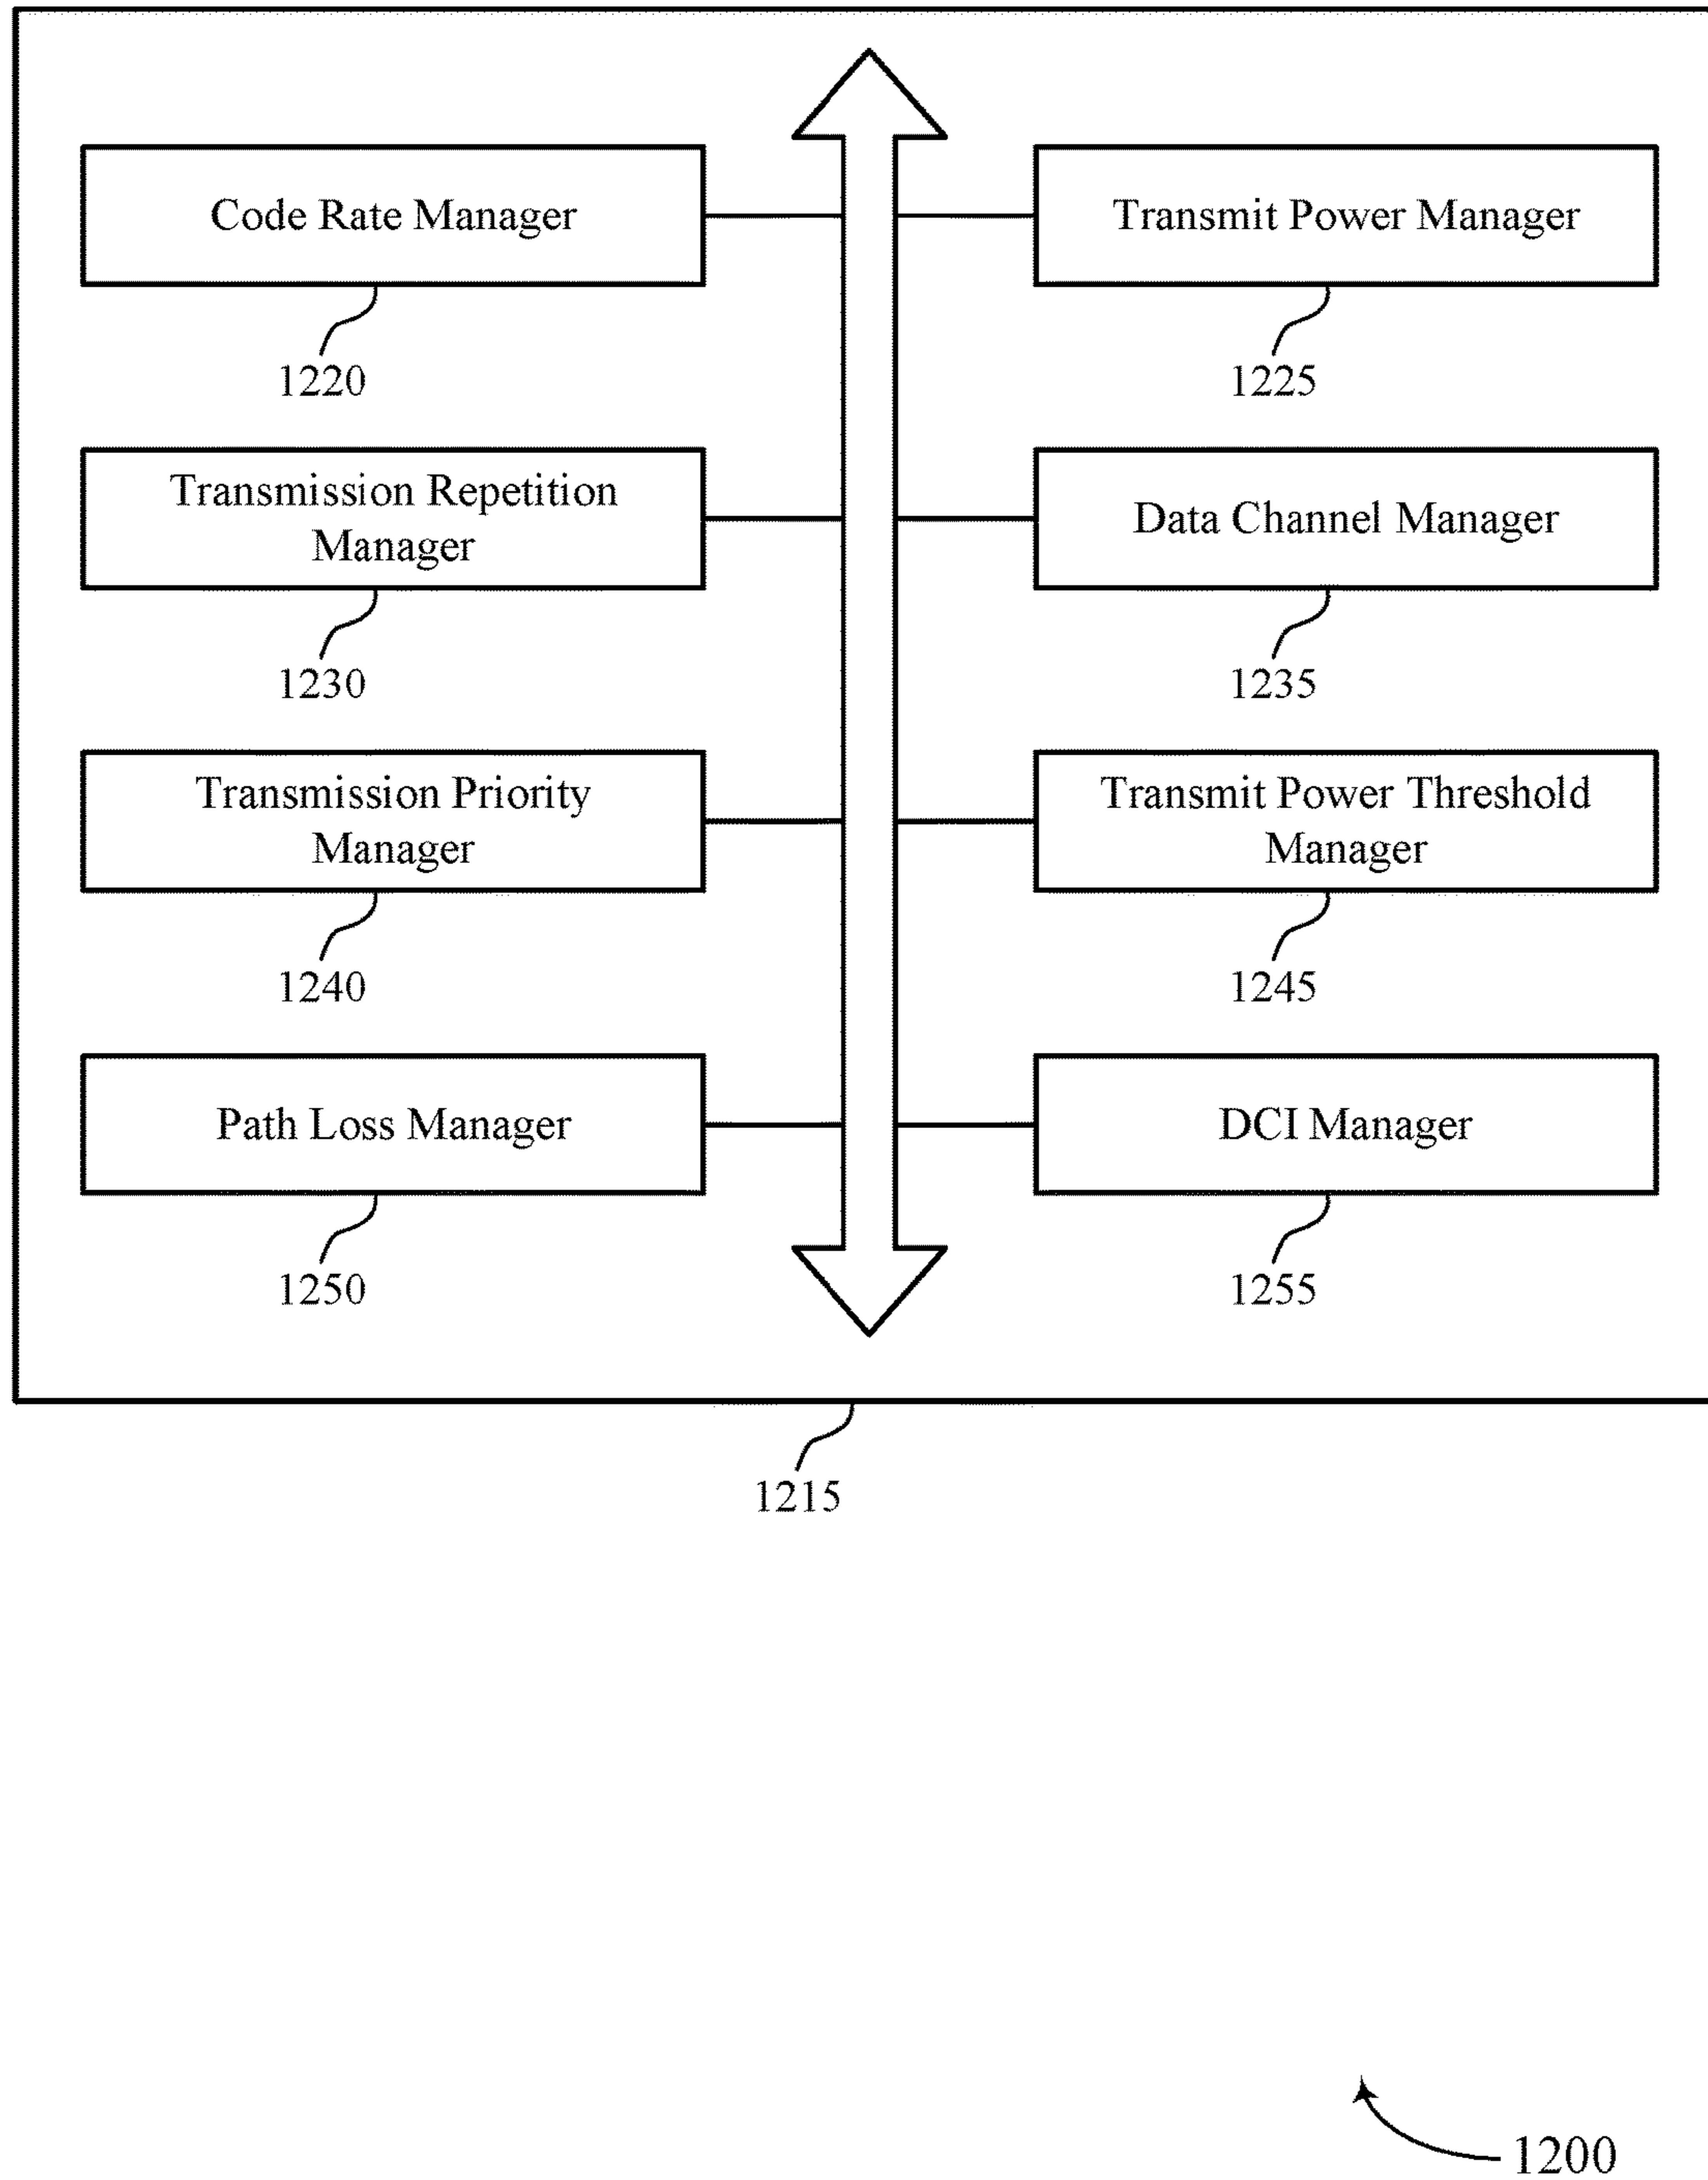 Code Rate Manager
Transmit Power Manager
1220
1225
Transmission Repetition
Manager
Data Channel Manager
1230
1235
Transmission Priority
Manager
Transmit Power Threshold
Manager
1240
1245
Path Loss Manager
DCI Manager
1250
1255
1215
1200